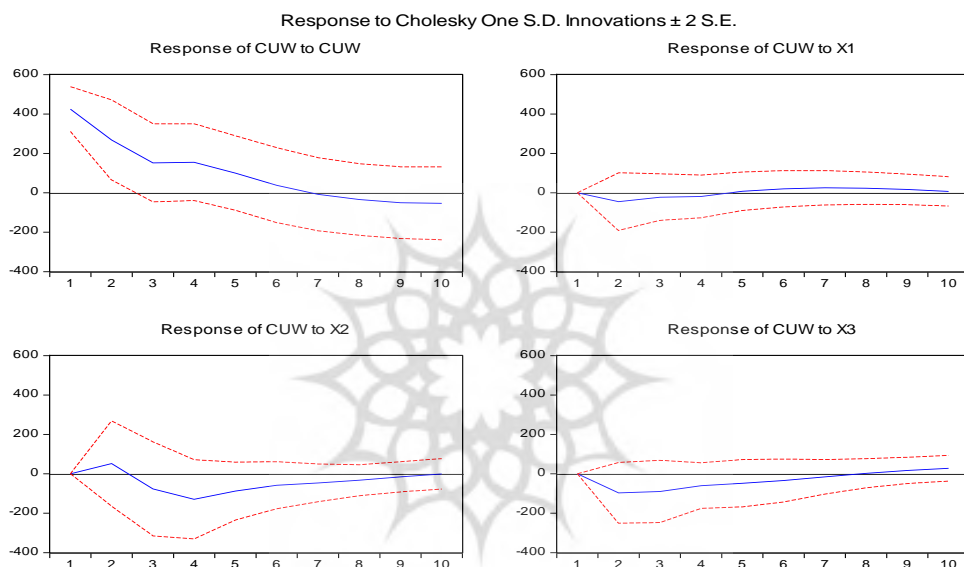 Response to Cholesky One S.D. Innovations ± 2 S.E.
Response of CUW to CUW
600
400
200
0
-200
-400
1 2 3 4 5 6 7 8 9 10
Response of CUW to X1
600
400
200
0
-200
-400
1 2 3 4 5 6 7 8 9 10
Response of CUW to X2
600
400
200
0
-200
-400
1 2 3 4 5 6 7 8 9 10
Response of CUW to X3
600
400
200
0
-200
-400
1 2 3 4 5 6 7 8 9 10